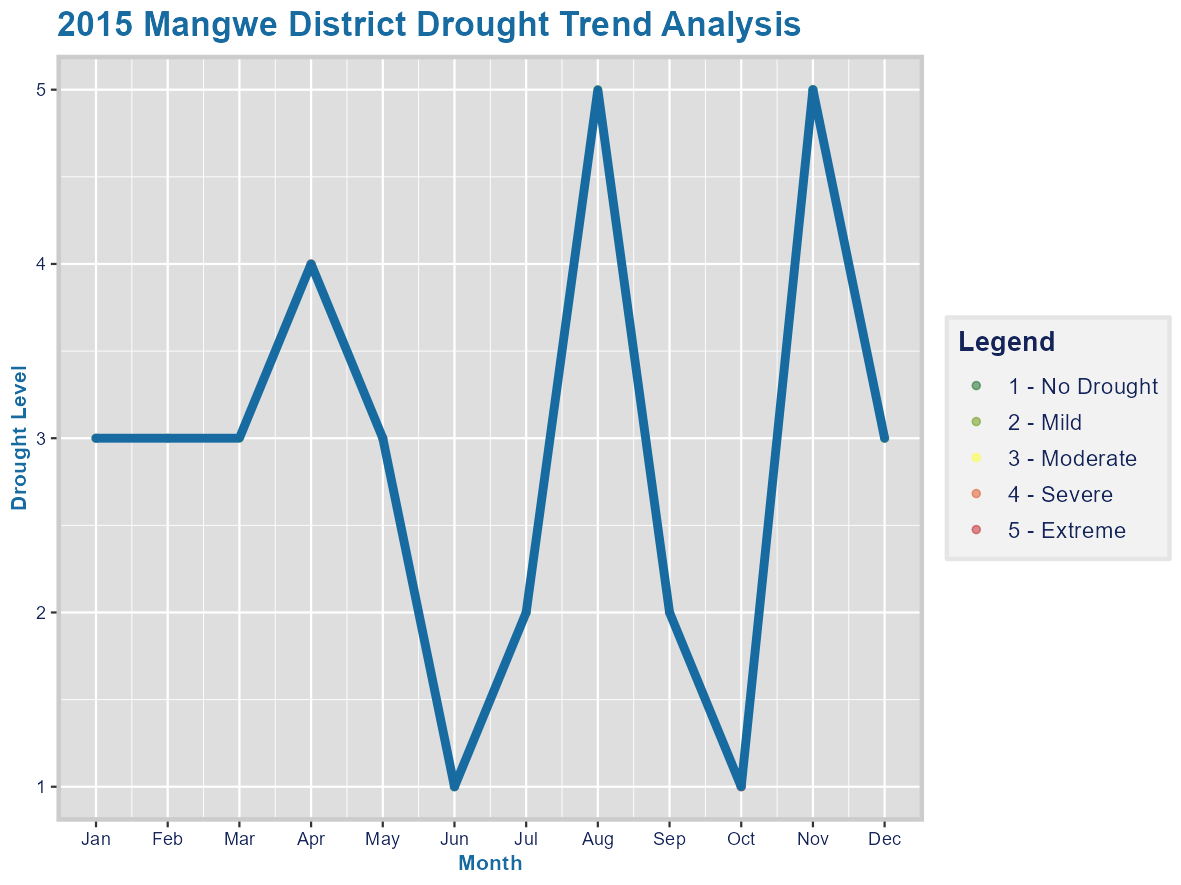 2015 Mangwe District Drought Trend Analysis
5
4
3
2
1
Drought Level
Jan Feb Mar Apr May Jun Jul Aug Sep Oct Nov Dec
Month
Legend
1 - No Drought
2 - Mild
3 - Moderate
4 - Severe
5 - Extreme